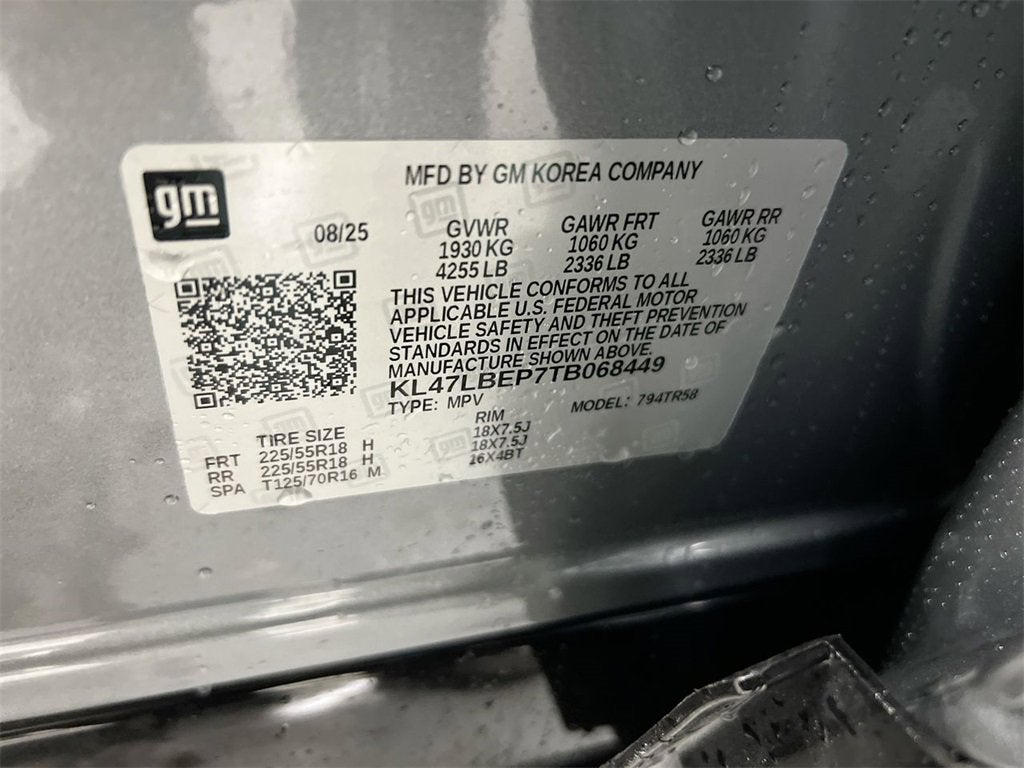 gm
MFD BY GM KOREA COMPANY
08/25
GVWR GAWR FRT GAWR RR
1930 KG 1060 KG 1060 KG
4255 LB 2336 LB 2336 LB
THIS VEHICLE CONFORMS TO ALL
APPLICABLE U.S. FEDERAL MOTOR
VEHICLE SAFETY AND THEFT PREVENTION
STANDARDS IN EFFECT ON THE DATE OF
MANUFACTURE SHOWN ABOVE.
KL47LBEP7TB068449
TYPE: MPV MODEL: 794TR58
TIRE SIZE RIM
FRT 225/55R18 H 18X7.5J
RR 225/55R18 H 18X7.5J
SPA T125/70R16 M 16X4BT